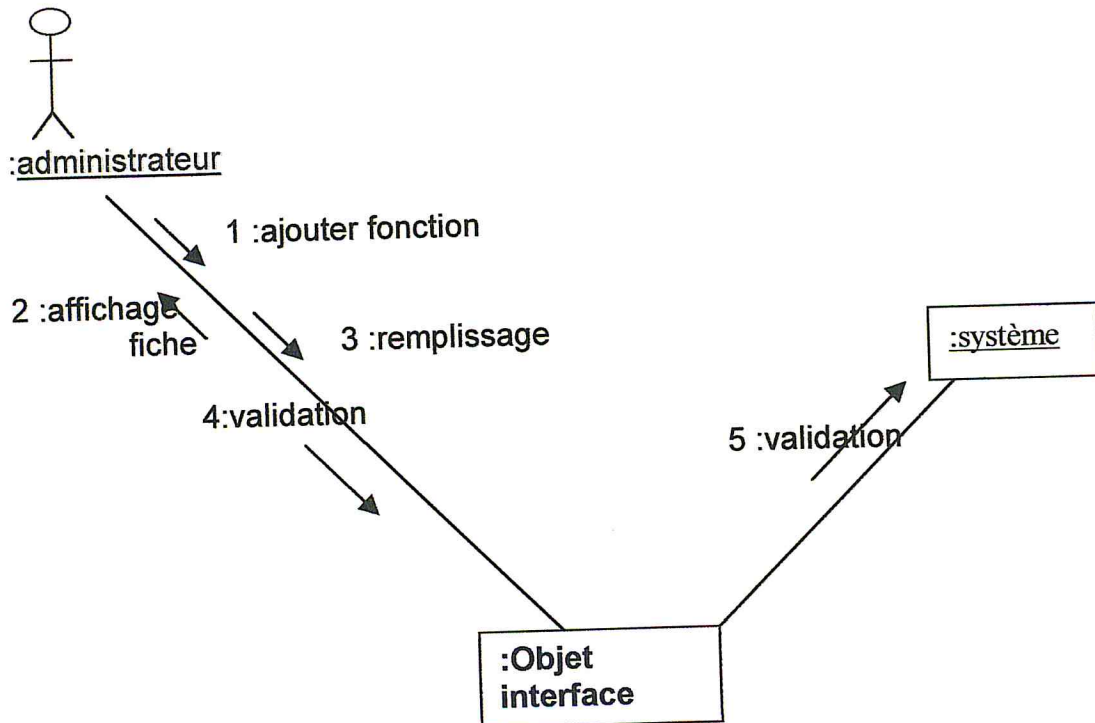 :administrateur
1 :ajouter fonction
2 :affichage
fiche
3 :remplissage
4:validation
5 :validation
:système
:Objet
interface